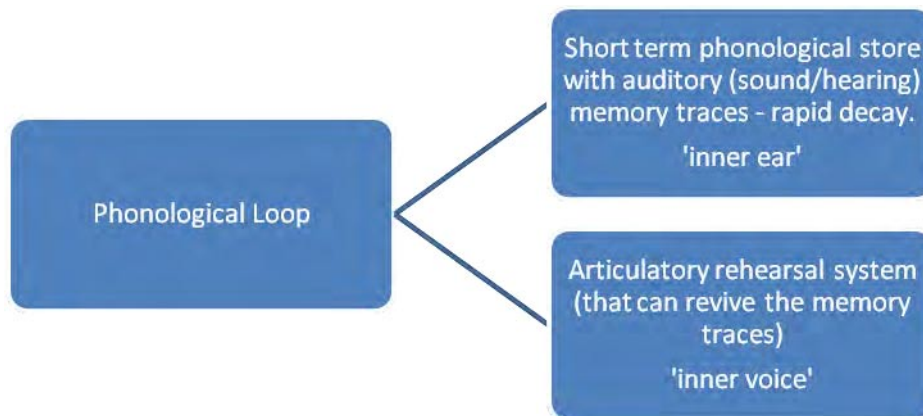 Phonological Loop
Short term phonological store
with auditory (sound/hearing)
memory traces - rapid decay.
'inner ear'
Articulatory rehearsal system
(that can revive the memory
traces)
'inner voice'